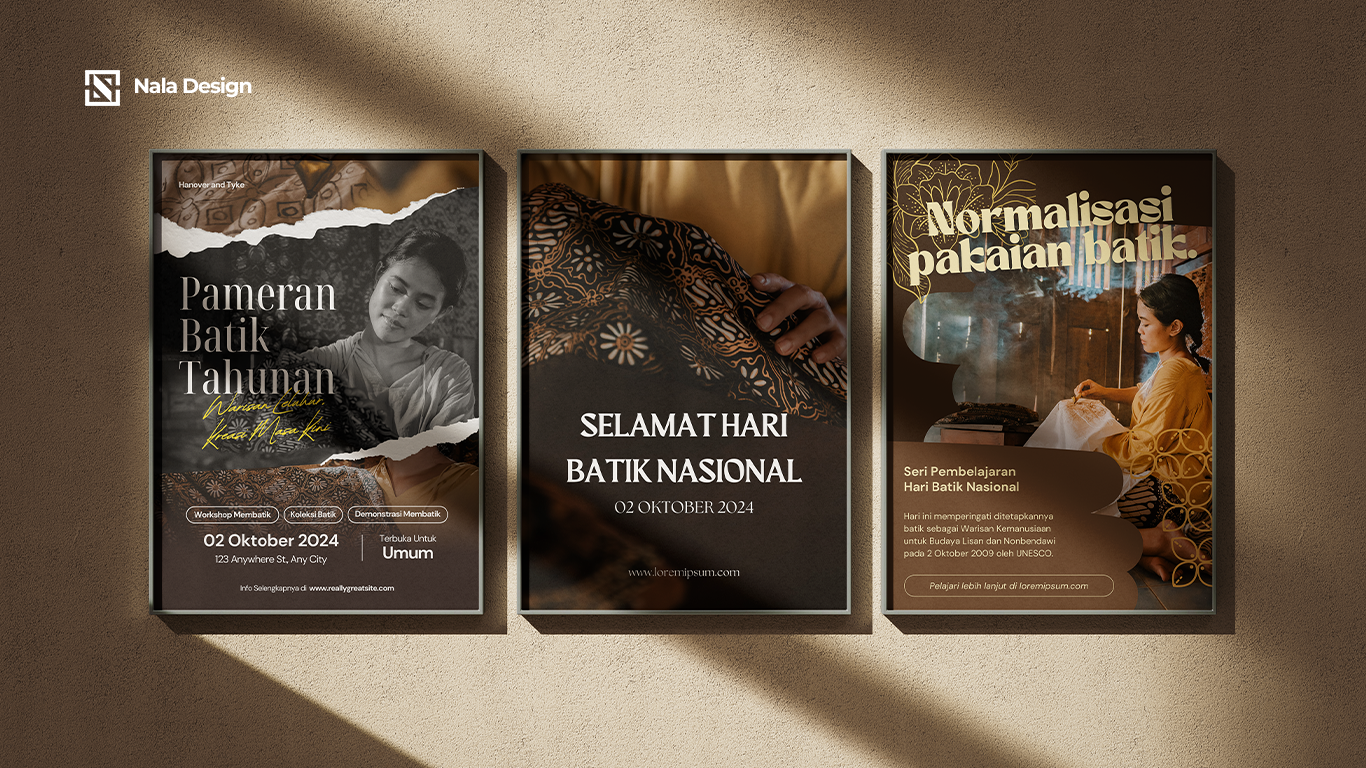 Nala Design
Hanover and Tyke
Pameran
Batik
Tahunan
Warisan Leluhur,
Kreasi Masa Kini
Workshop Membatik
Koleksi Batik
Demonstrasi Membatik
02 Oktober 2024
123 Anywhere St., Any City
Terbuka Untuk
Umum
Info Selengkapnya di www.reallygreatsite.com
SELAMAT HARI
BATIK NASIONAL
02 OKTOBER 2024
www.loremipsum.com
Normalisasi
pakaian batik.
Seri Pembelajaran
Hari Batik Nasional
Hari ini memperingati ditetapkannya
batik sebagai Warisan Kemanusiaan
untuk Budaya Lisan dan Nonbendawi
pada 2 Oktober 2009 oleh UNESCO.
Pelajari lebih lanjut di loremipsum.com